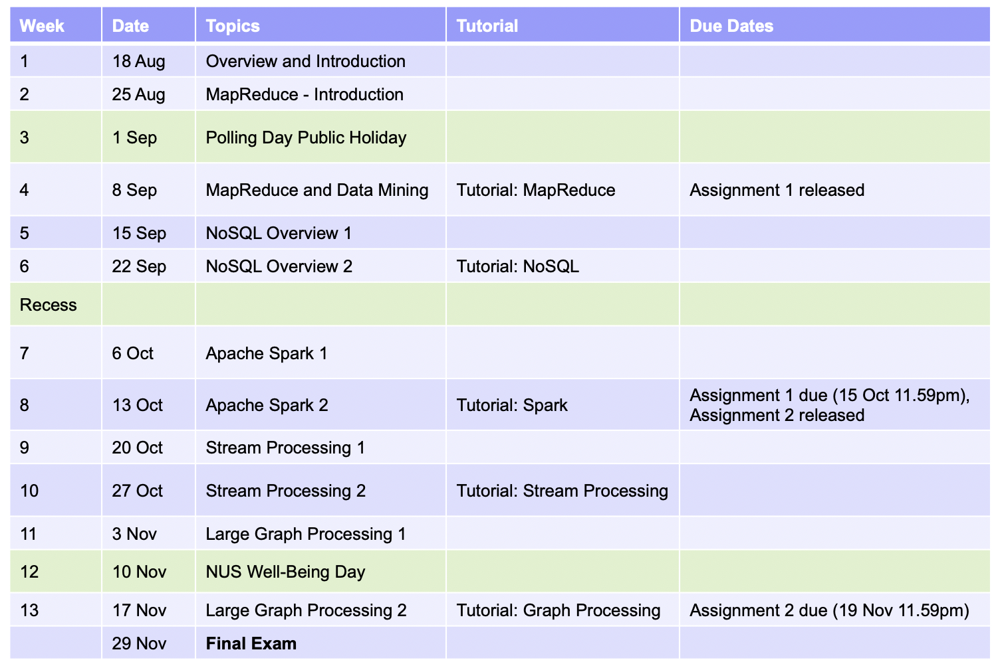 Week Date Topics Tutorial Due Dates
1 18 Aug Overview and Introduction
2 25 Aug MapReduce - Introduction
3 1 Sep Polling Day Public Holiday
4 8 Sep MapReduce and Data Mining Tutorial: MapReduce Assignment 1 released
5 15 Sep NoSQL Overview 1
6 22 Sep NoSQL Overview 2 Tutorial: NoSQL
Recess
7 6 Oct Apache Spark 1
8 13 Oct Apache Spark 2 Tutorial: Spark Assignment 1 due (15 Oct 11.59pm),
Assignment 2 released
9 20 Oct Stream Processing 1
10 27 Oct Stream Processing 2 Tutorial: Stream Processing
11 3 Nov Large Graph Processing 1
12 10 Nov NUS Well-Being Day
13 17 Nov Large Graph Processing 2 Tutorial: Graph Processing Assignment 2 due (19 Nov 11.59pm)
29 Nov Final Exam